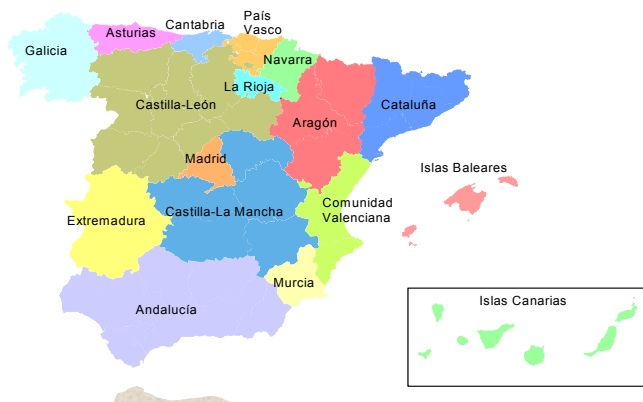 País
Vasco
Cantabria
Asturias
Galicia
Navarra
La Rioja
Castilla-León
Cataluña
Aragón
Madrid
Islas Baleares
Comunidad
Valenciana
Castilla-La Mancha
Extremadura
Murcia
Andalucía
Islas Canarias